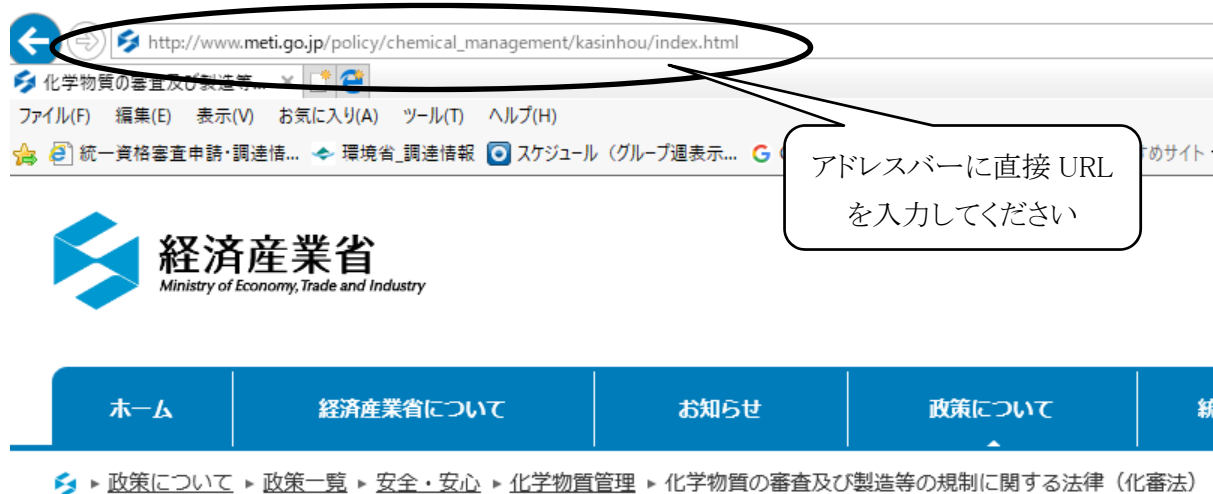 http://www.meti.go.jp/policy/chemical_management/kasinhou/index.html
化学物質の審査及び製造等...
ファイル(F) 編集(E) 表示(V) お気に入り(A) ツール(T) ヘルプ(H)
統一資格審査申請・調達情... 環境省_調達情報 スケジュール (グループ週表示... G
めサイト
アドレスバーに直接 URL
を入力してください
経済産業省
Ministry of Economy, Trade and Industry
ホーム 経済産業省について お知らせ 政策について 統
政策について ▸ 政策一覧 ▸ 安全・安心 ▸ 化学物質管理 ▸ 化学物質の審査及び製造等の規制に関する法律（化審法）